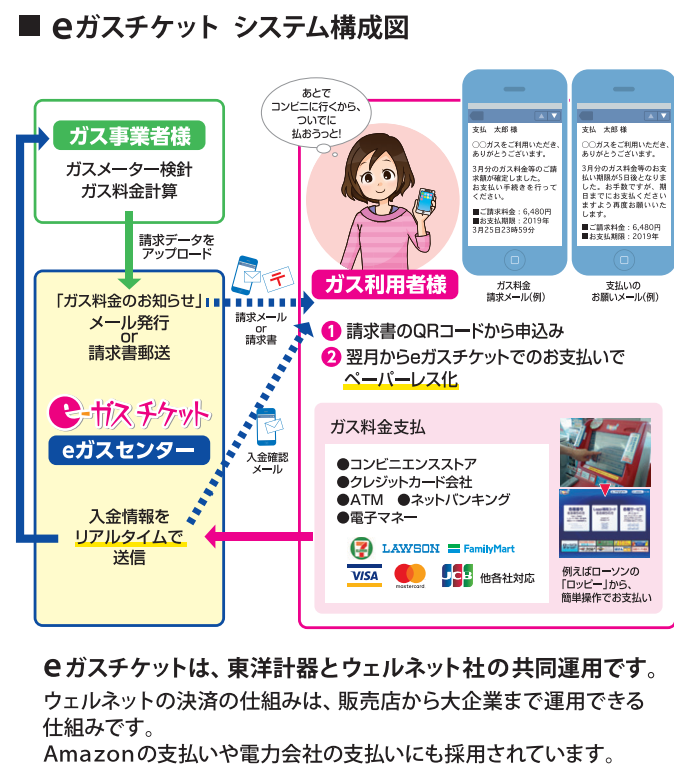 ■ eガスチケット システム構成図
あとで
コンビニに行くから、
ついでに
払おうっと!
支払 太郎 様
○○ガスをご利用いただき、
ありがとうございます。
3月分のガス料金等のご請
求額が確定しました。
お支払い手続きを行って
ください。
■ご請求料金：6,480円
■お支払期限：2019年
3月25日23時59分
支払 太郎 様
○○ガスをご利用いただき、
ありがとうございます。
3月分のガス料金等のお支
払い期限が5日後となりま
した。お手数ですが、期
日までにお支払ください
ますよう再度お願いいた
します。
■ご請求料金：6,480円
■お支払期限：2019年
ガス料金
請求メール(例)
支払いの
お願いメール(例)
ガス事業者様
ガスメーター検針
ガス料金計算
請求データを
アップロード
「ガス料金のお知らせ」
メール発行
or
請求書郵送
〒
請求メール
or
請求書
ガス利用者様
❶ 請求書のQRコードから申込み
❷ 翌月からeガスチケットでのお支払いで
ペーパーレス化
e-ガスチケット
eガスセンター
入金確認
メール
入金情報を
リアルタイムで
送信
ガス料金支払
●コンビニエンスストア
●クレジットカード会社
●ATM ●ネットバンキング
●電子マネー
7 LAWSON FamilyMart
VISA mastercard JCB 他各社対応
例えばローソンの
「ロッピー」から、
簡単操作でお支払い
eガスチケットは、東洋計器とウェルネット社の共同運用です。
ウェルネットの決済の仕組みは、販売店から大企業まで運用できる
仕組みです。
Amazonの支払いや電力会社の支払いにも採用されています。